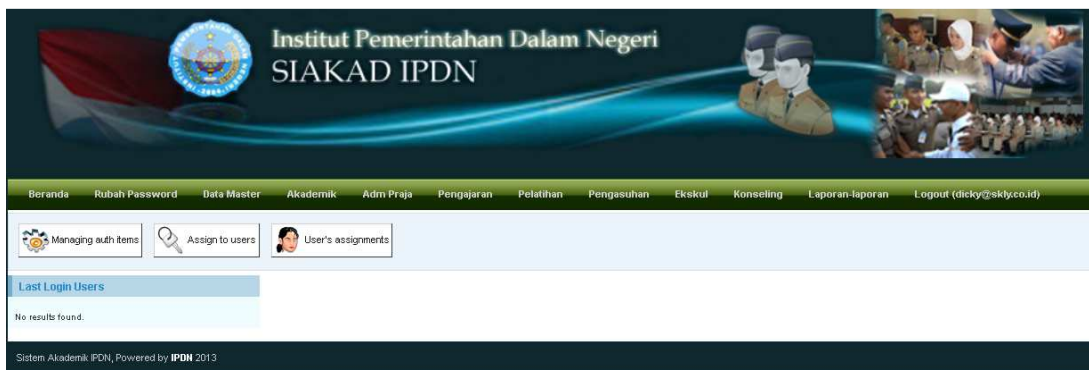 Institut Pemerintahan Dalam Negeri
SIAKAD IPDN
Beranda Rubah Password Data Master Akademik Adm Praja Pengajaran Pelatihan Pengasuhan Ekskul Konseling Laporan-laporan Logout (dicky@skly.co.id)
Managing auth items Assign to users User's assignments
Last Login Users
No results found.
Sistem Akademik IPDN, Powered by IPDN 2013